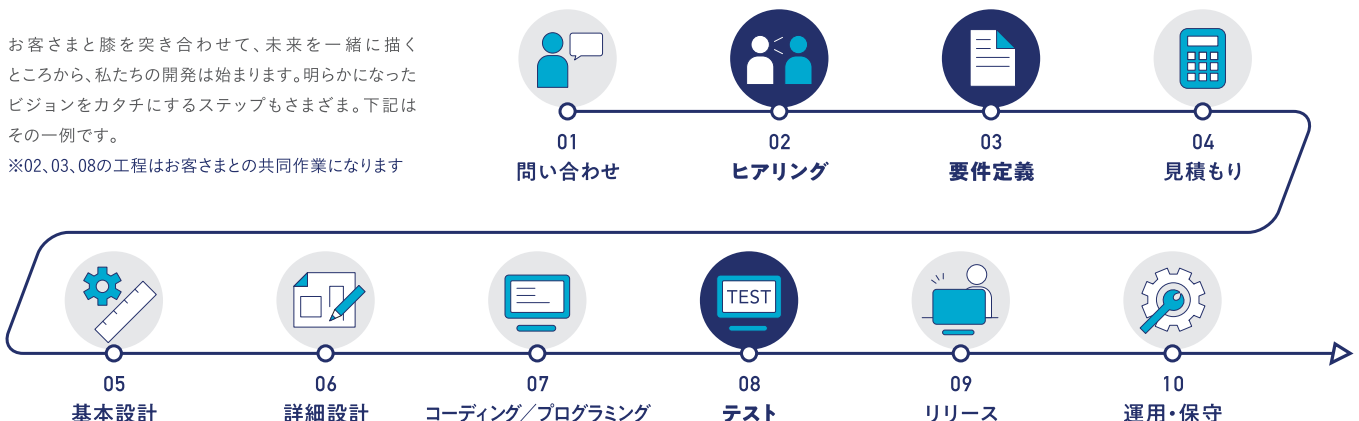 お客さまと膝を突き合わせて、未来を一緒に描く
ところから、私たちの開発は始まります。明らかになった
ビジョンをカタチにするステップもさまざま。下記は
その一例です。
※02、03、08の工程はお客さまとの共同作業になります
01
問い合わせ
02
ヒアリング
03
要件定義
04
見積もり
05
基本設計
06
詳細設計
07
コーディング／プログラミング
TEST
08
テスト
09
リリース
10
運用・保守